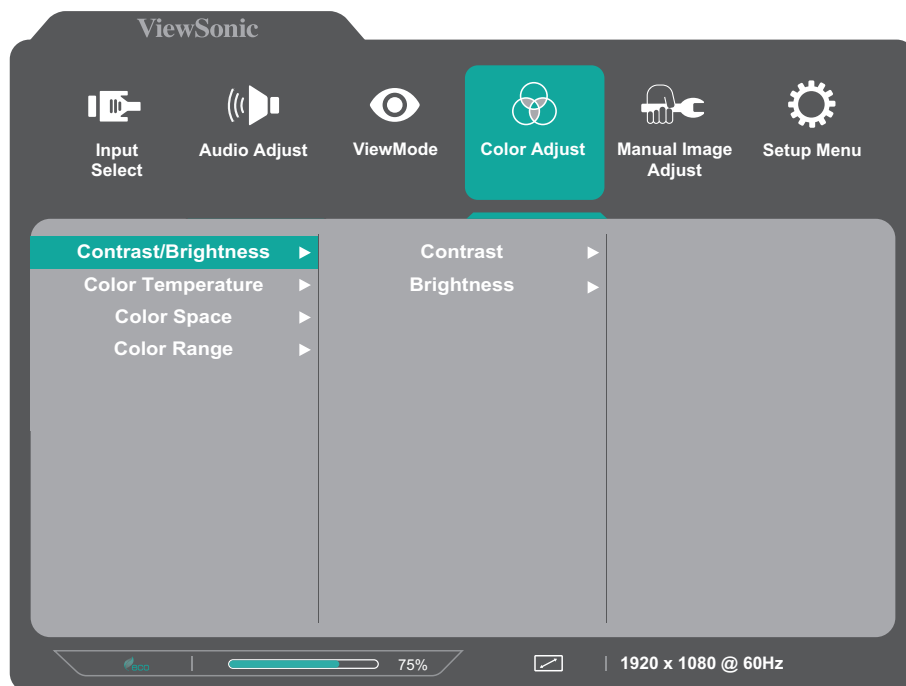 ViewSonic
Input Select
Audio Adjust
ViewMode
Color Adjust
Manual Image Adjust
Setup Menu
Contrast/Brightness
Contrast
Color Temperature
Brightness
Color Space
Color Range
eco
75%
1920 x 1080 @ 60Hz